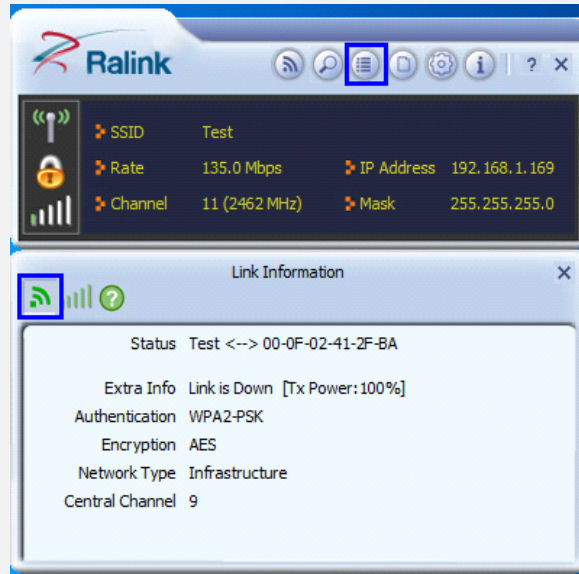 Ralink
SSID Test
Rate 135.0 Mbps IP Address 192.168.1.169
Channel 11 (2462 MHz) Mask 255.255.255.0
Link Information
Status Test <--> 00-0F-02-41-2F-BA
Extra Info Link is Down [Tx Power:100%]
Authentication WPA2-PSK
Encryption AES
Network Type Infrastructure
Central Channel 9